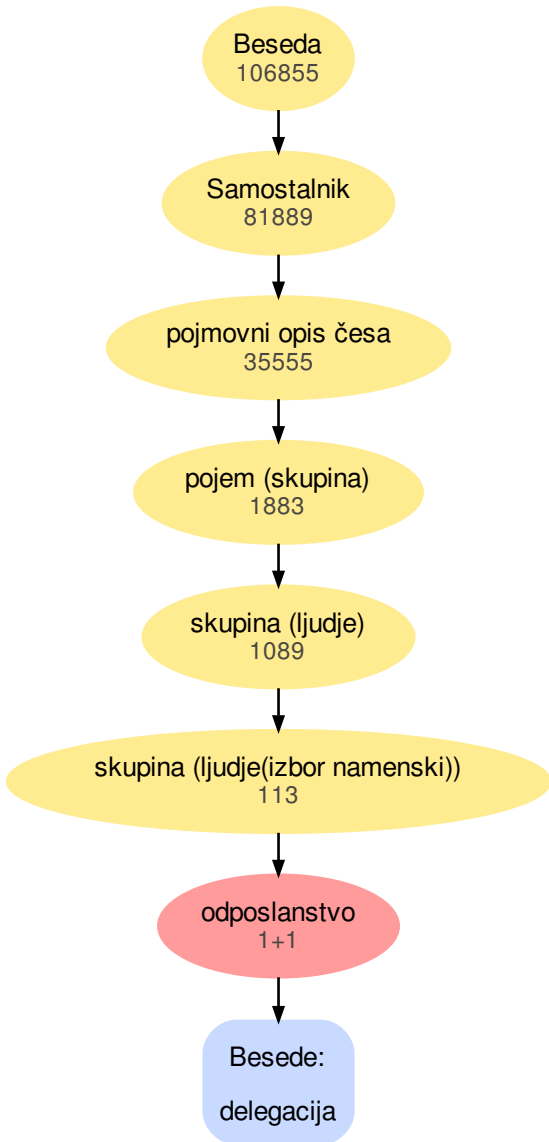 Beseda
106855
Samostalnik
81889
pojmovni opis česa
35555
pojem (skupina)
1883
skupina (ljudje)
1089
skupina (ljudje(izbor namenski))
113
odposlanstvo
1+1
Besede:
delegacija